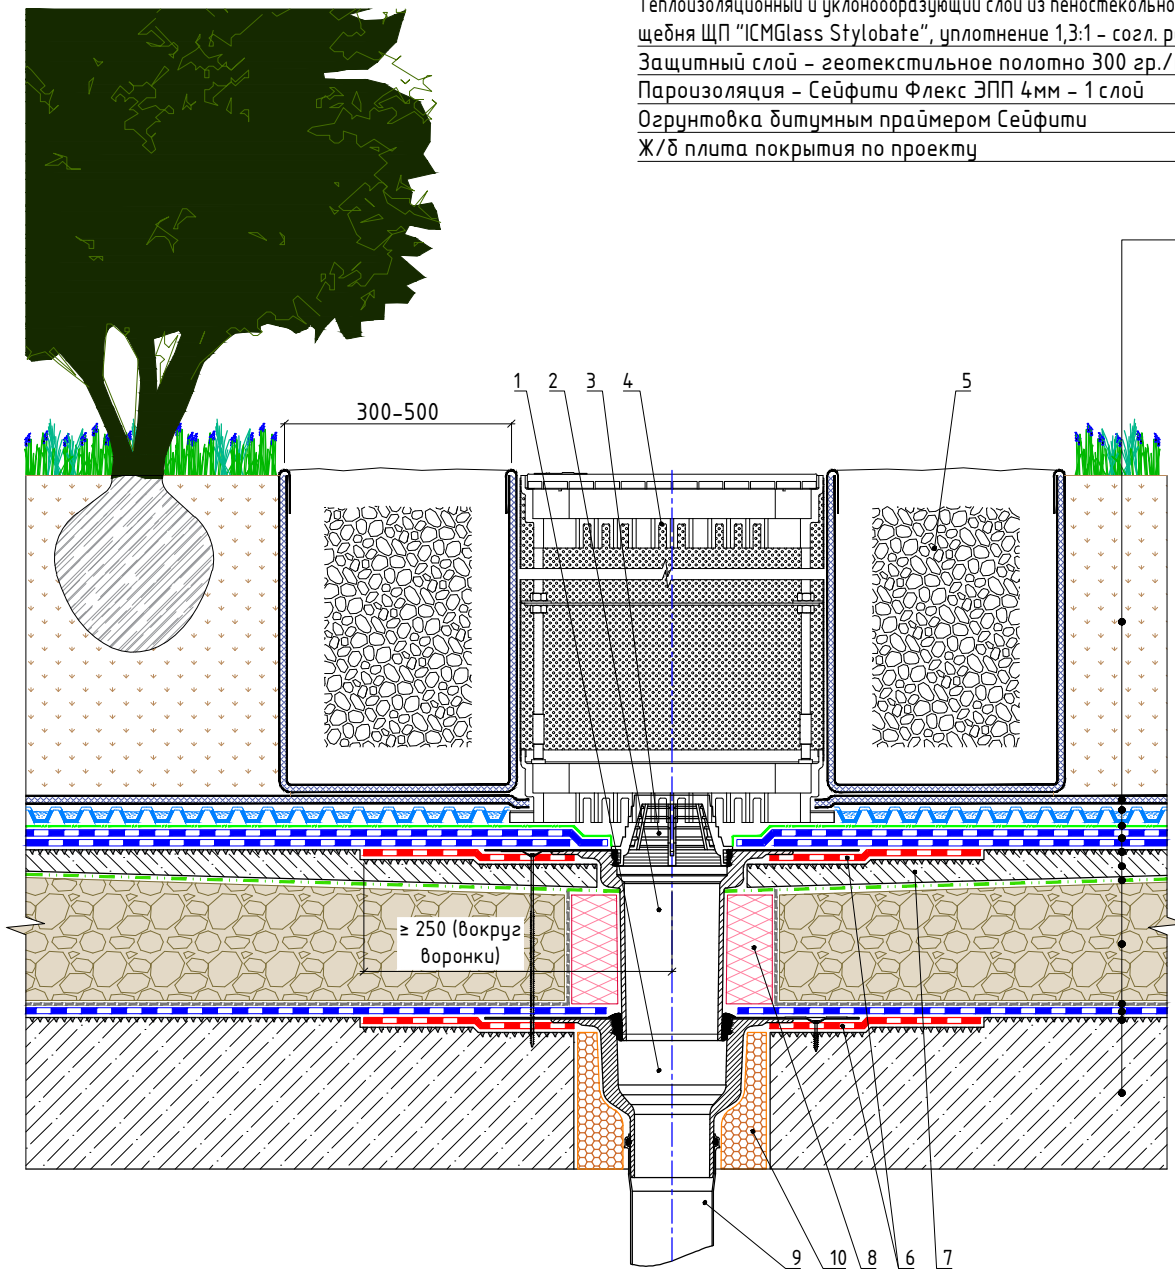 Теплоизоляционный и уклонообразующий слой из пеностекольно
щебня ЩП "ICMGlass Stylobate", уплотнение 1,3:1 – согл. р
Защитный слой – геотекстильное полотно 300 гр./
Пароизоляция – Сейфити Флекс ЭПП 4мм – 1 слой
Огрунтовка битумным праймером Сейфити
Ж/б плита покрытия по проекту
1 2 3 4 5
300-500
≥ 250 (вокруг
воронки)
9 10 8 6 7